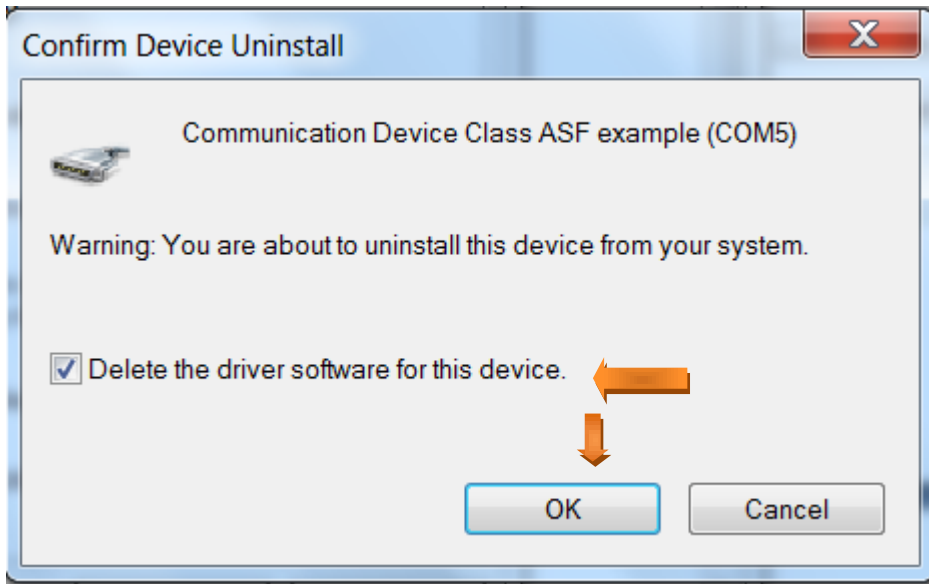 Confirm Device Uninstall
Communication Device Class ASF example (COM5)
Warning: You are about to uninstall this device from your system.
Delete the driver software for this device.
OK
Cancel